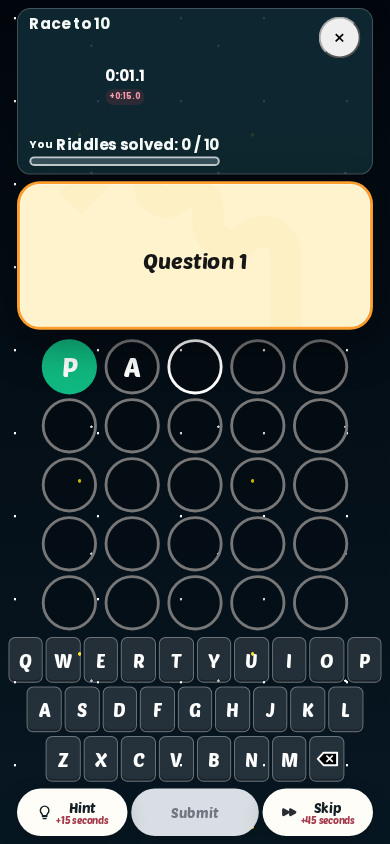 Race to 10
×
0:01.1
+0:15.0
You Riddles solved: 0 / 10
Question 1
P A
Q W E R T Y U I O P
A S D F G H J K L
Z X C V B N M
Hint
+15 seconds
Submit
Skip
+45 seconds